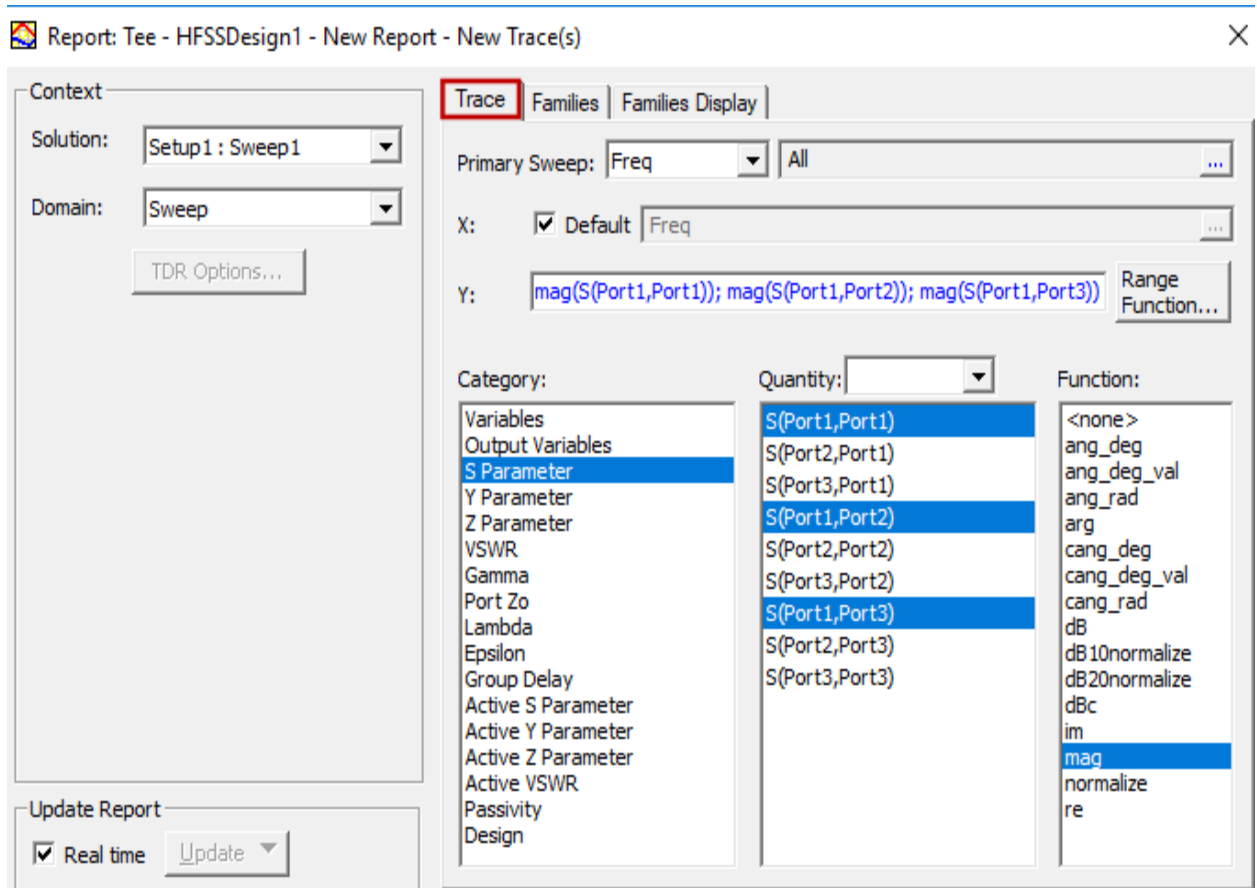 Report: Tee - HFSSDesign1 - New Report - New Trace(s)
Context
Solution:
Setup1 : Sweep1
Domain:
Sweep
TDR Options...
Trace
Families
Families Display
Primary Sweep:
Freq
All
...
X:
Default
Freq
...
Y:
mag(S(Port1,Port1)); mag(S(Port1,Port2)); mag(S(Port1,Port3))
Range
Function...
Category:
Variables
Output Variables
S Parameter
Y Parameter
Z Parameter
VSWR
Gamma
Port Zo
Lambda
Epsilon
Group Delay
Active S Parameter
Active Y Parameter
Active Z Parameter
Active VSWR
Passivity
Design
Quantity:
S(Port1,Port1)
S(Port2,Port1)
S(Port3,Port1)
S(Port1,Port2)
S(Port2,Port2)
S(Port3,Port2)
S(Port1,Port3)
S(Port2,Port3)
S(Port3,Port3)
Function:
<none>
ang_deg
ang_deg_val
ang_rad
arg
cang_deg
cang_deg_val
cang_rad
dB
dB10normalize
dB20normalize
dBc
im
mag
normalize
re
Update Report
Real time
Update